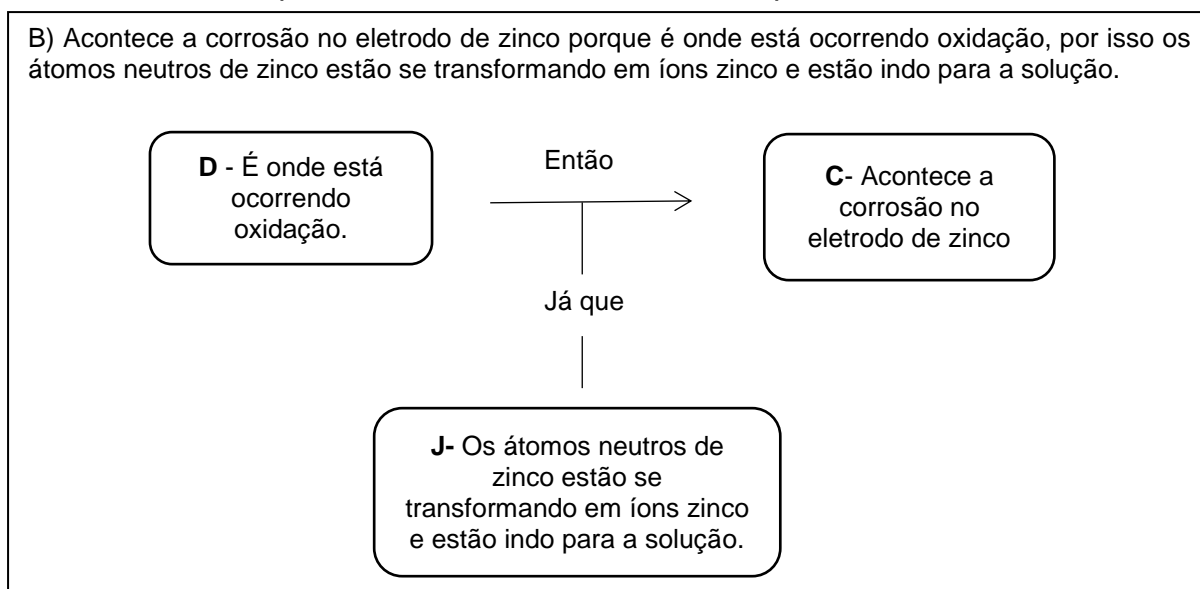 B) Acontece a corrosão no eletrodo de zinco porque é onde está ocorrendo oxidação, por isso os
átomos neutros de zinco estão se transformando em íons zinco e estão indo para a solução.
D - É onde está
ocorrendo
oxidação.
Então
C- Acontece a
corrosão no
eletrodo de zinco
Já que
J- Os átomos neutros de
zinco estão se
transformando em íons zinco
e estão indo para a solução.